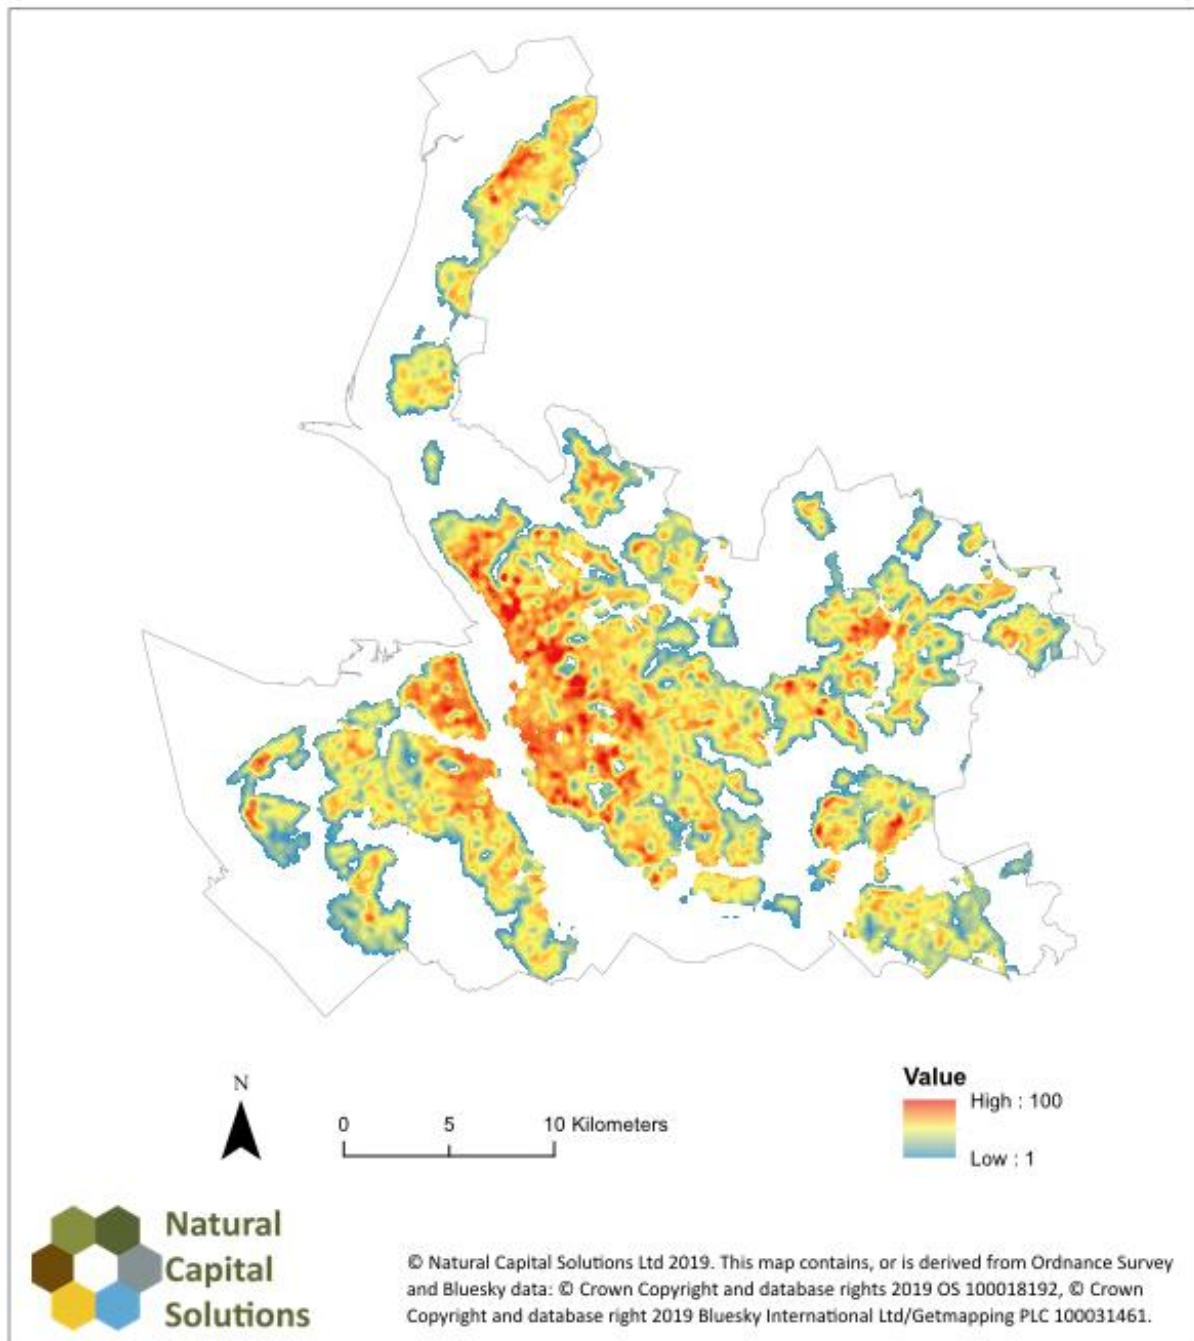 N
0 5 10 Kilometers
Value
High : 100
Low : 1
Natural
Capital
Solutions
© Natural Capital Solutions Ltd 2019. This map contains, or is derived from Ordnance Survey
and Bluesky data: © Crown Copyright and database rights 2019 OS 100018192, © Crown
Copyright and database right 2019 Bluesky International Ltd/Getmapping PLC 100031461.